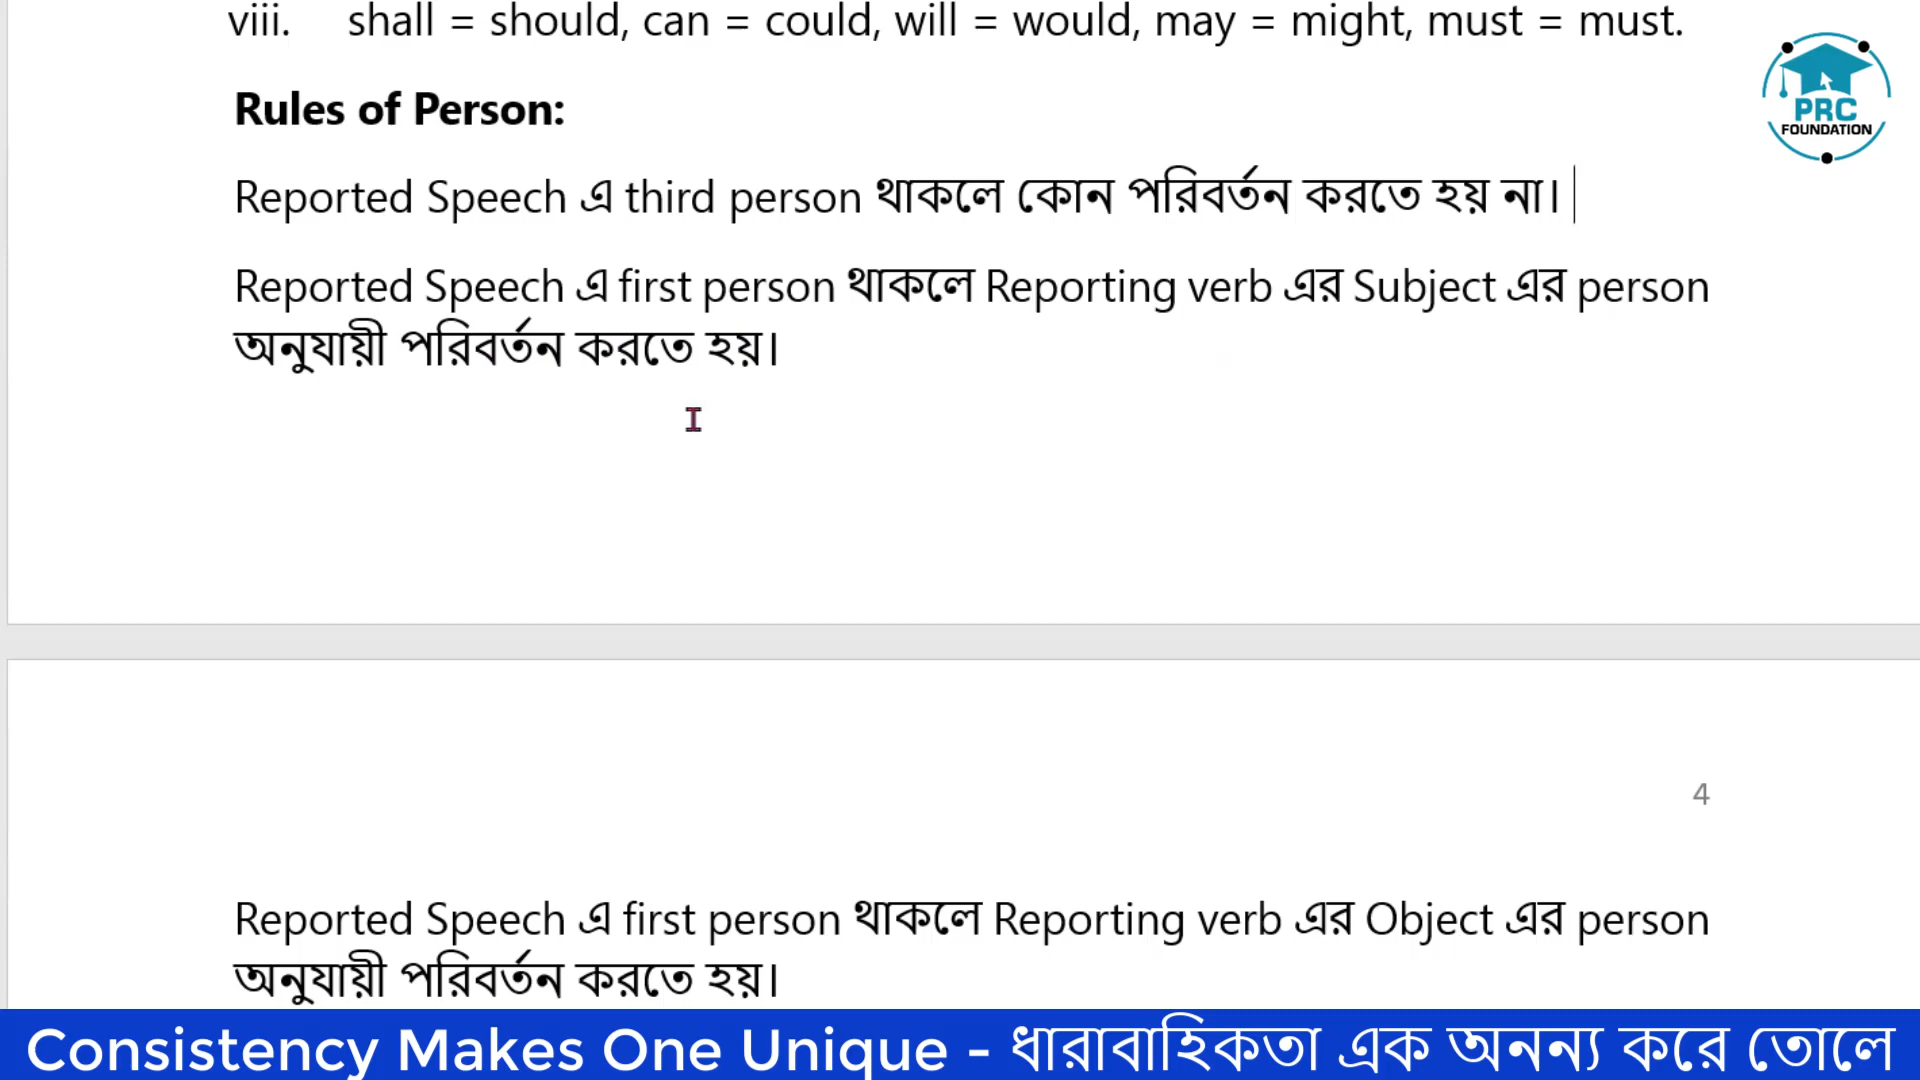 viii. shall = should, can = could, will = would, may = might, must = must.
PRC
FOUNDATION
Rules of Person:
Reported Speech এ third person থাকলে কোন পরিবর্তন করতে হয় না।
Reported Speech এ first person থাকলে Reporting verb এর Subject এর person
অনুযায়ী পরিবর্তন করতে হয়।
4
Reported Speech এ first person থাকলে Reporting verb এর Object এর person
অনুযায়ী পরিবর্তন করতে হয়।
Consistency Makes One Unique - ধারাবাহিকতা এক অনন্য করে তোলে